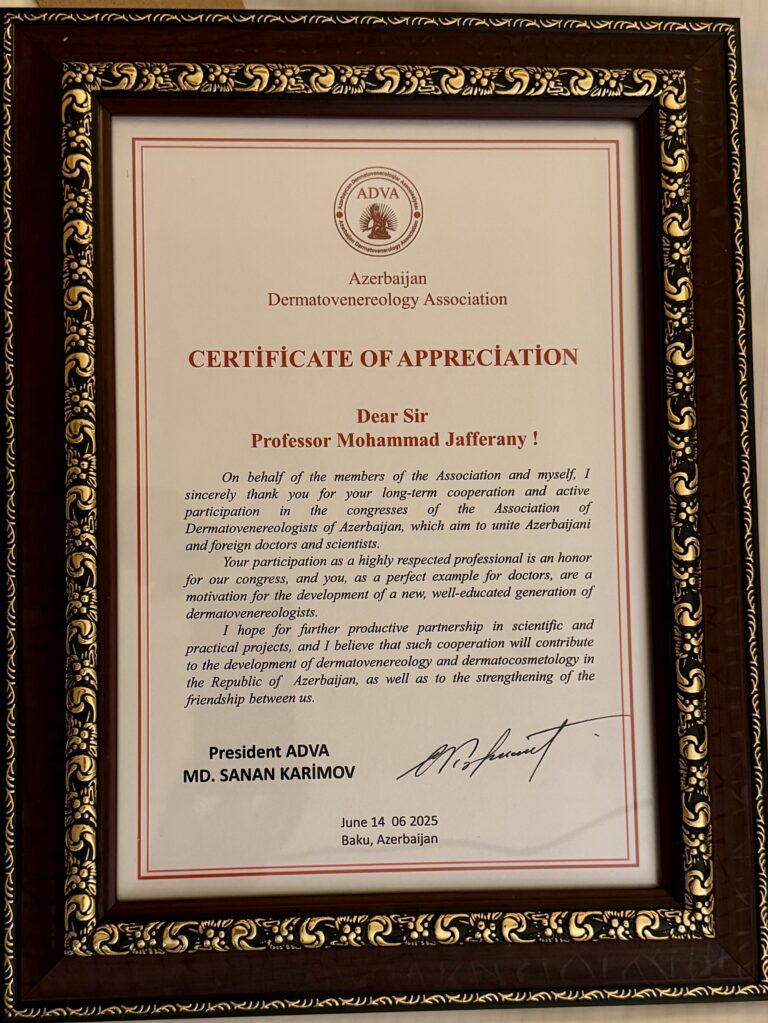 Azərbaycan Dermatoveneroloqlar Assosiasiyası
ADVA
Azerbaijan Dermatovenereology Association
Azerbaijan
Dermatovenereology Association
CERTİFİCATE OF APPRECİATİON
Dear Sir
Professor Mohammad Jafferany !
On behalf of the members of the Association and myself, I
sincerely thank you for your long-term cooperation and active
participation in the congresses of the Association of
Dermatovenereologists of Azerbaijan, which aim to unite Azerbaijani
and foreign doctors and scientists.
Your participation as a highly respected professional is an honor
for our congress, and you, as a perfect example for doctors, are a
motivation for the development of a new, well-educated generation of
dermatovenereologists.
I hope for further productive partnership in scientific and
practical projects, and I believe that such cooperation will contribute
to the development of dermatovenereology and dermatocosmetology in
the Republic of Azerbaijan, as well as to the strengthening of the
friendship between us.
President ADVA
MD. SANAN KARİMOV
June 14 06 2025
Baku, Azerbaijan